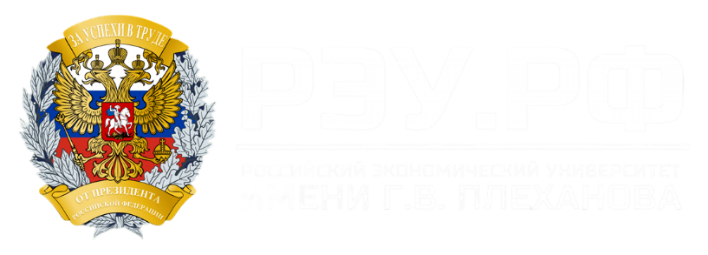 ЗА УСПЕХИ В ТРУДЕ
ОТ ПРЕЗИДЕНТА
РОССИЙСКОЙ ФЕДЕРАЦИИ
РЭУ.РФ
РОССИЙСКИЙ ЭКОНОМИЧЕСКИЙ УНИВЕРСИТЕТ
ИМЕНИ Г.В. ПЛЕХАНОВА